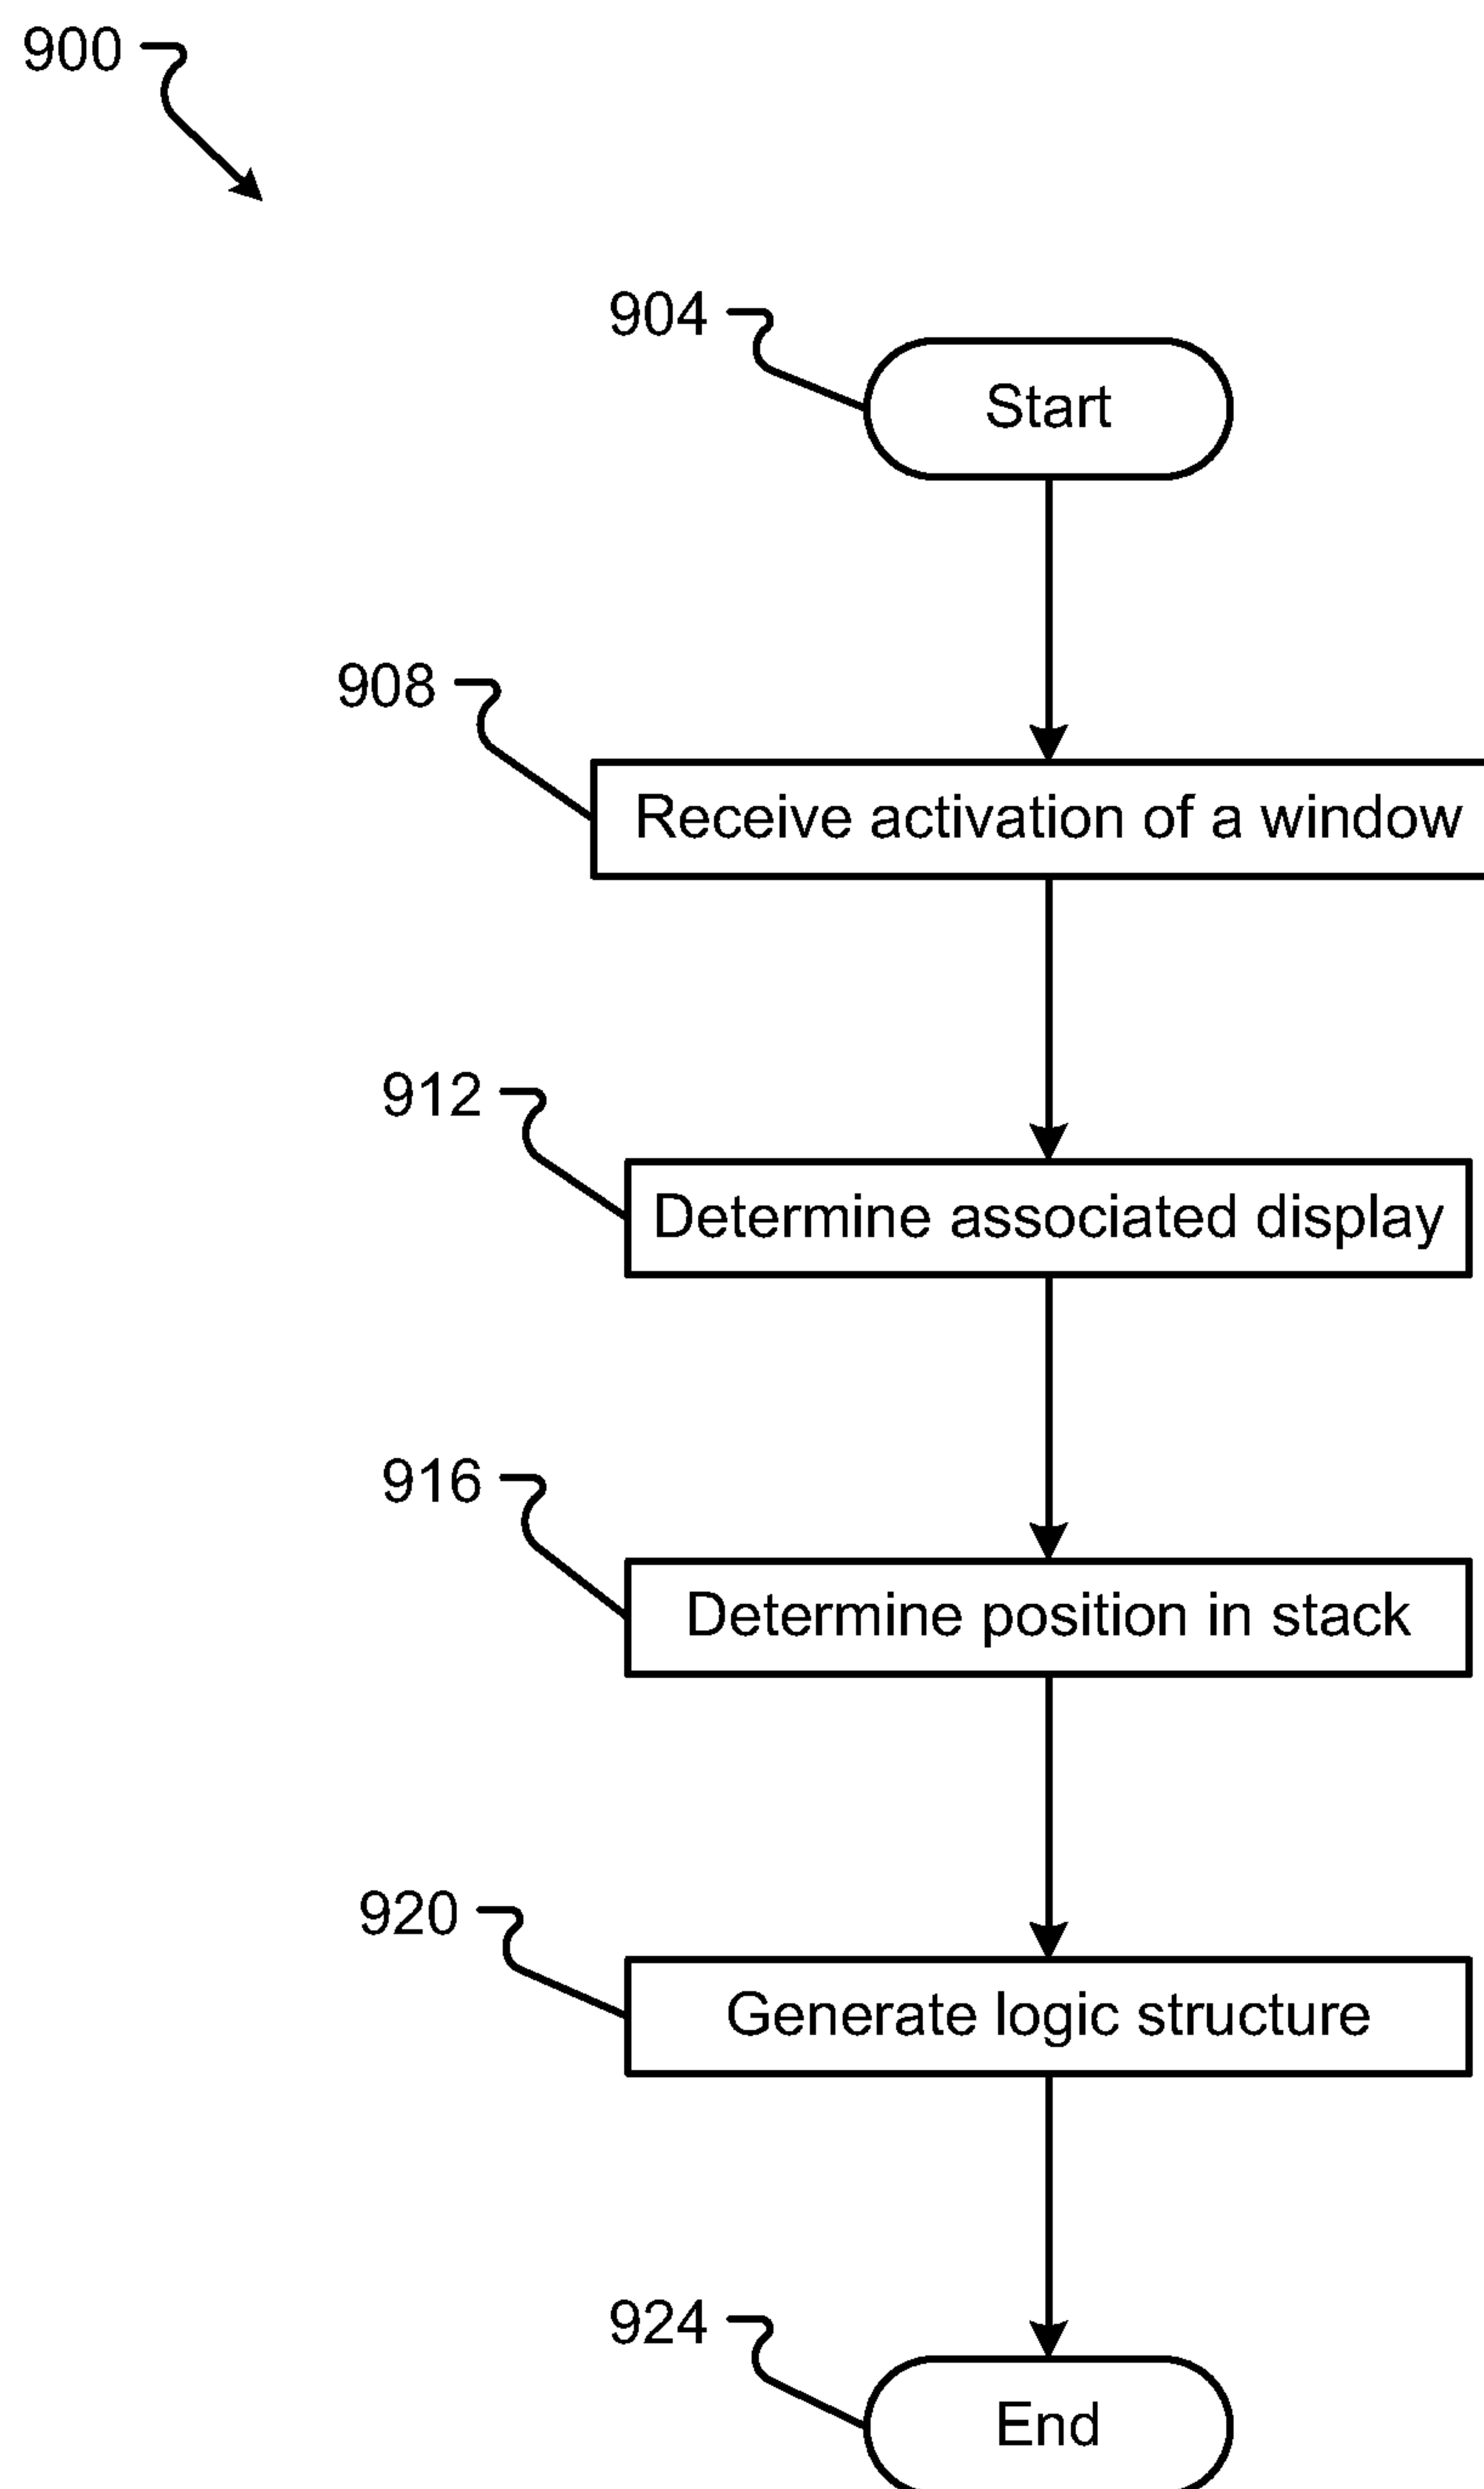 900
904
Start
908
Receive activation of a window
912
Determine associated display
916
Determine position in stack
920
Generate logic structure
924
End